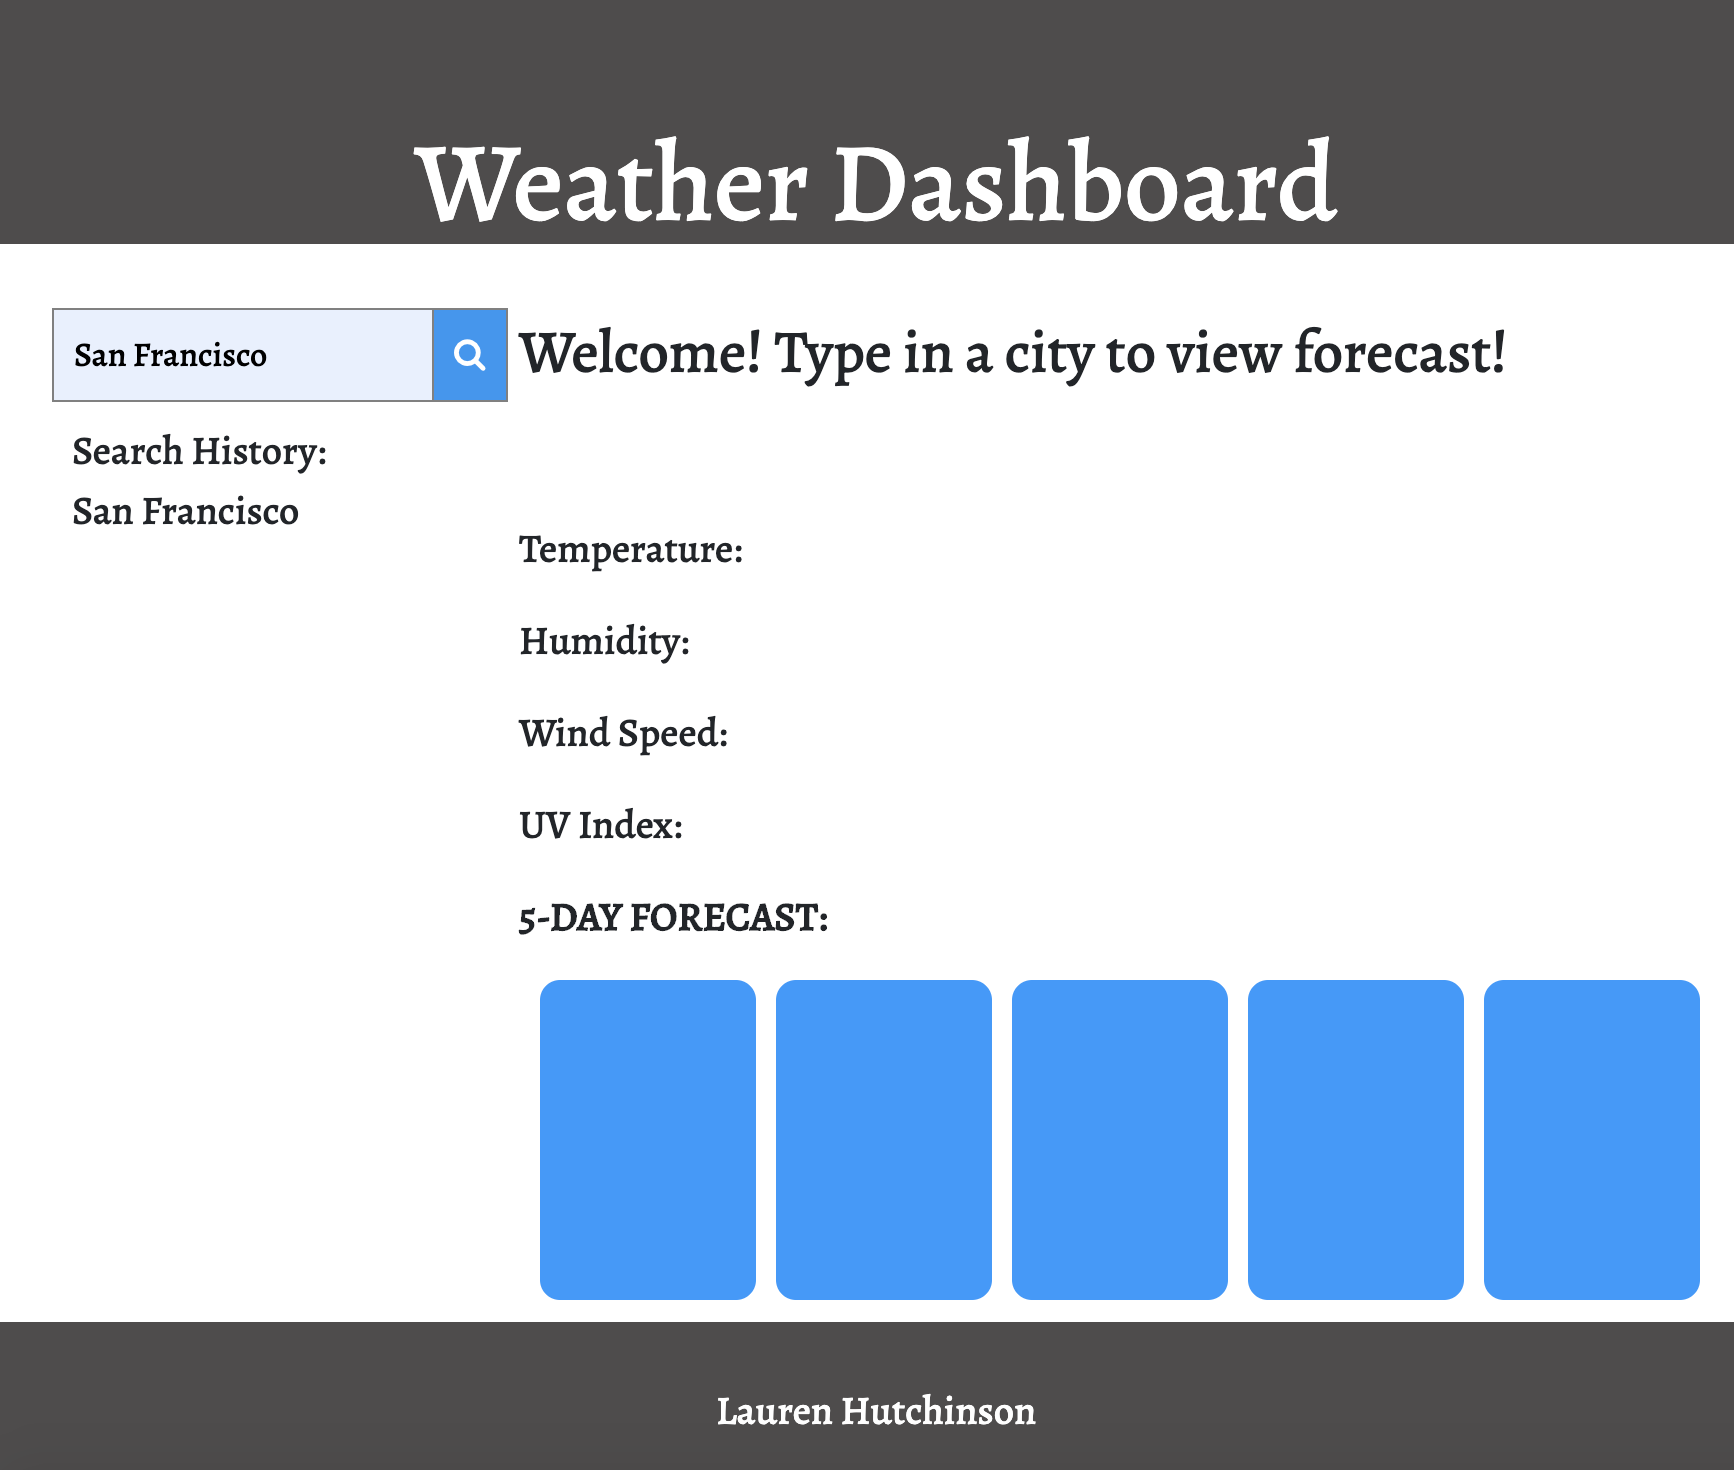 Weather Dashboard
San Francisco
Search History:
San Francisco
Welcome! Type in a city to view forecast!
Temperature:
Humidity:
Wind Speed:
UV Index:
5-DAY FORECAST:
Lauren Hutchinson